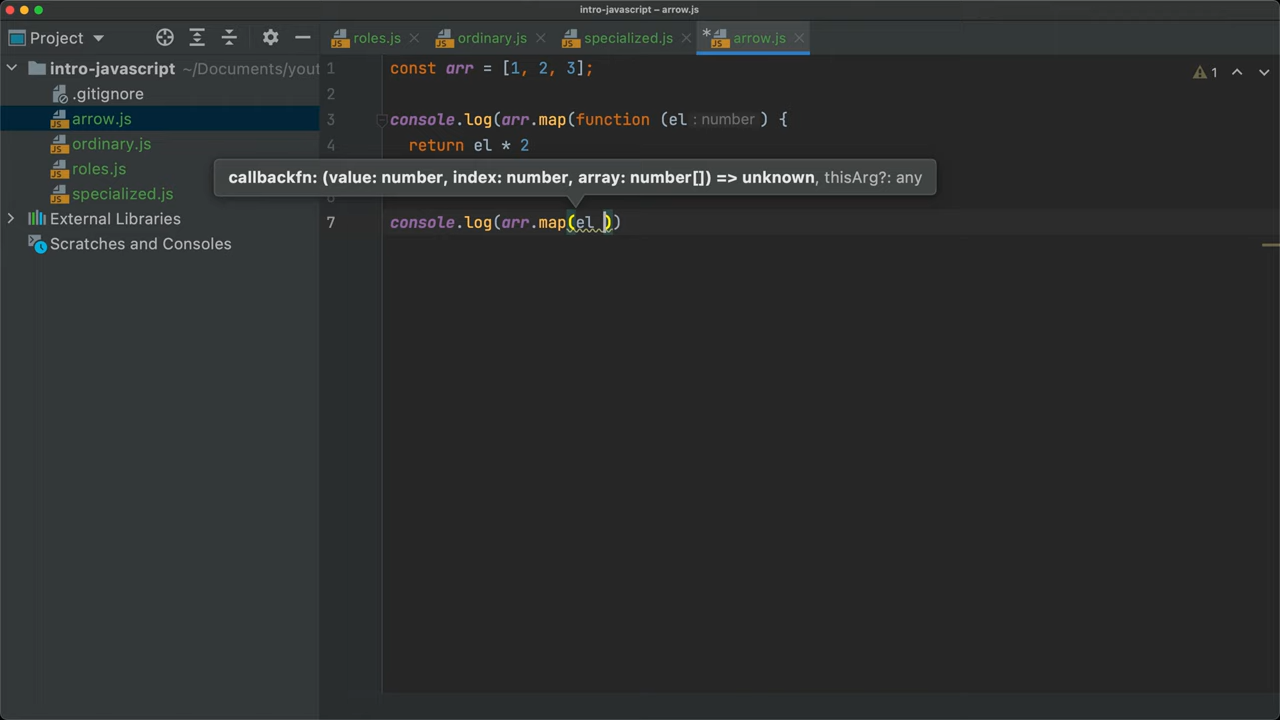 intro-javascript – arrow.js
Project
roles.js
ordinary.js
specialized.js
* arrow.js
intro-javascript ~/Documents/yout
.gitignore
arrow.js
ordinary.js
roles.js
specialized.js
External Libraries
Scratches and Consoles
1 const arr = [1, 2, 3];
1
2
3 console.log(arr.map(function (el : number ) {
4 return el * 2
callbackfn: (value: number, index: number, array: number[]) => unknown, thisArg?: any
7 console.log(arr.map(el ))